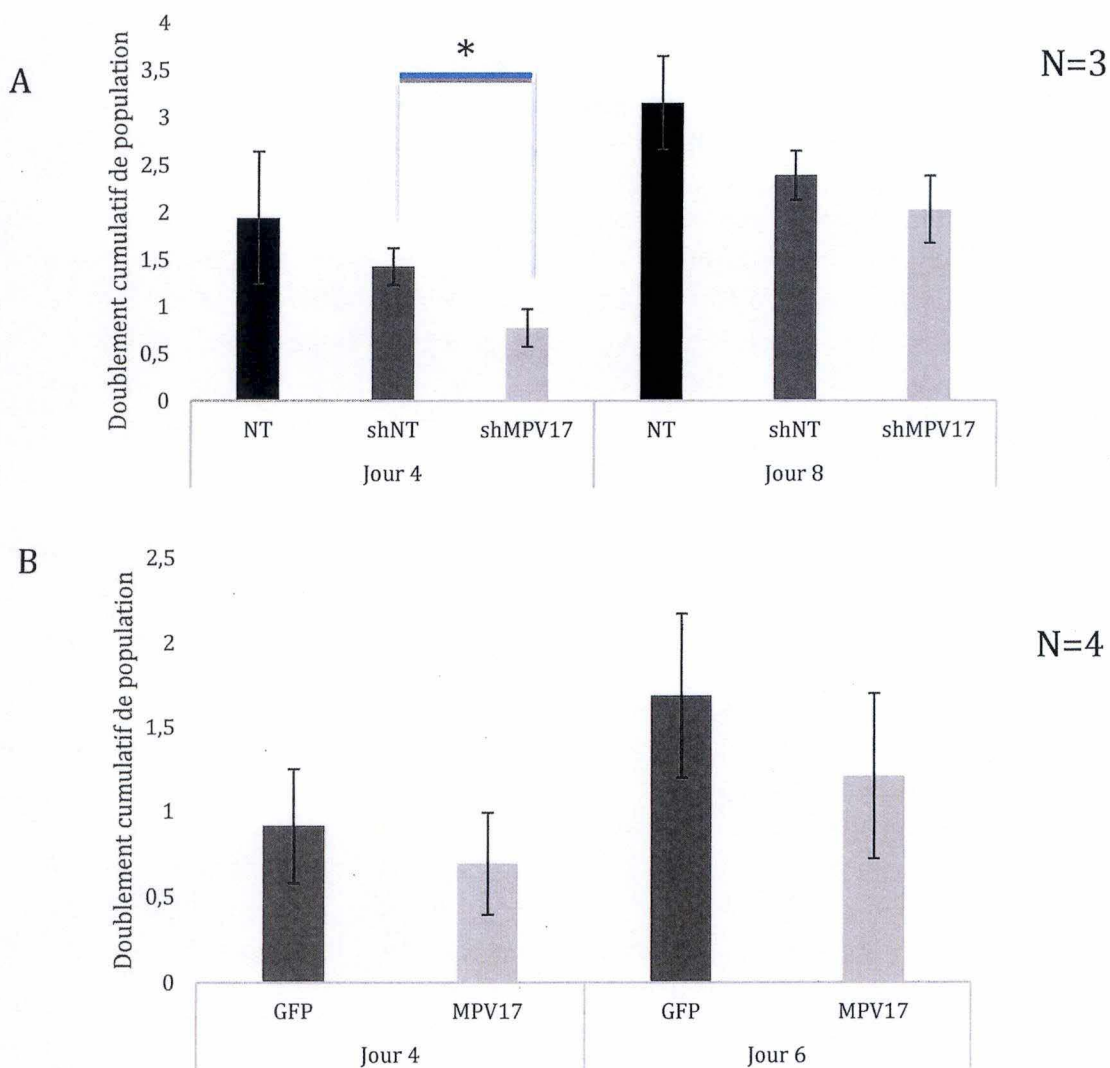 A
N=3
*
Doublement cumulatif de population
4
3,5
3
2,5
2
1,5
1
0,5
0
NT shNT shMPV17 NT shNT shMPV17
Jour 4 Jour 8
B
N=4
Doublement cumulatif de population
2,5
2
1,5
1
0,5
0
GFP MPV17 GFP MPV17
Jour 4 Jour 6